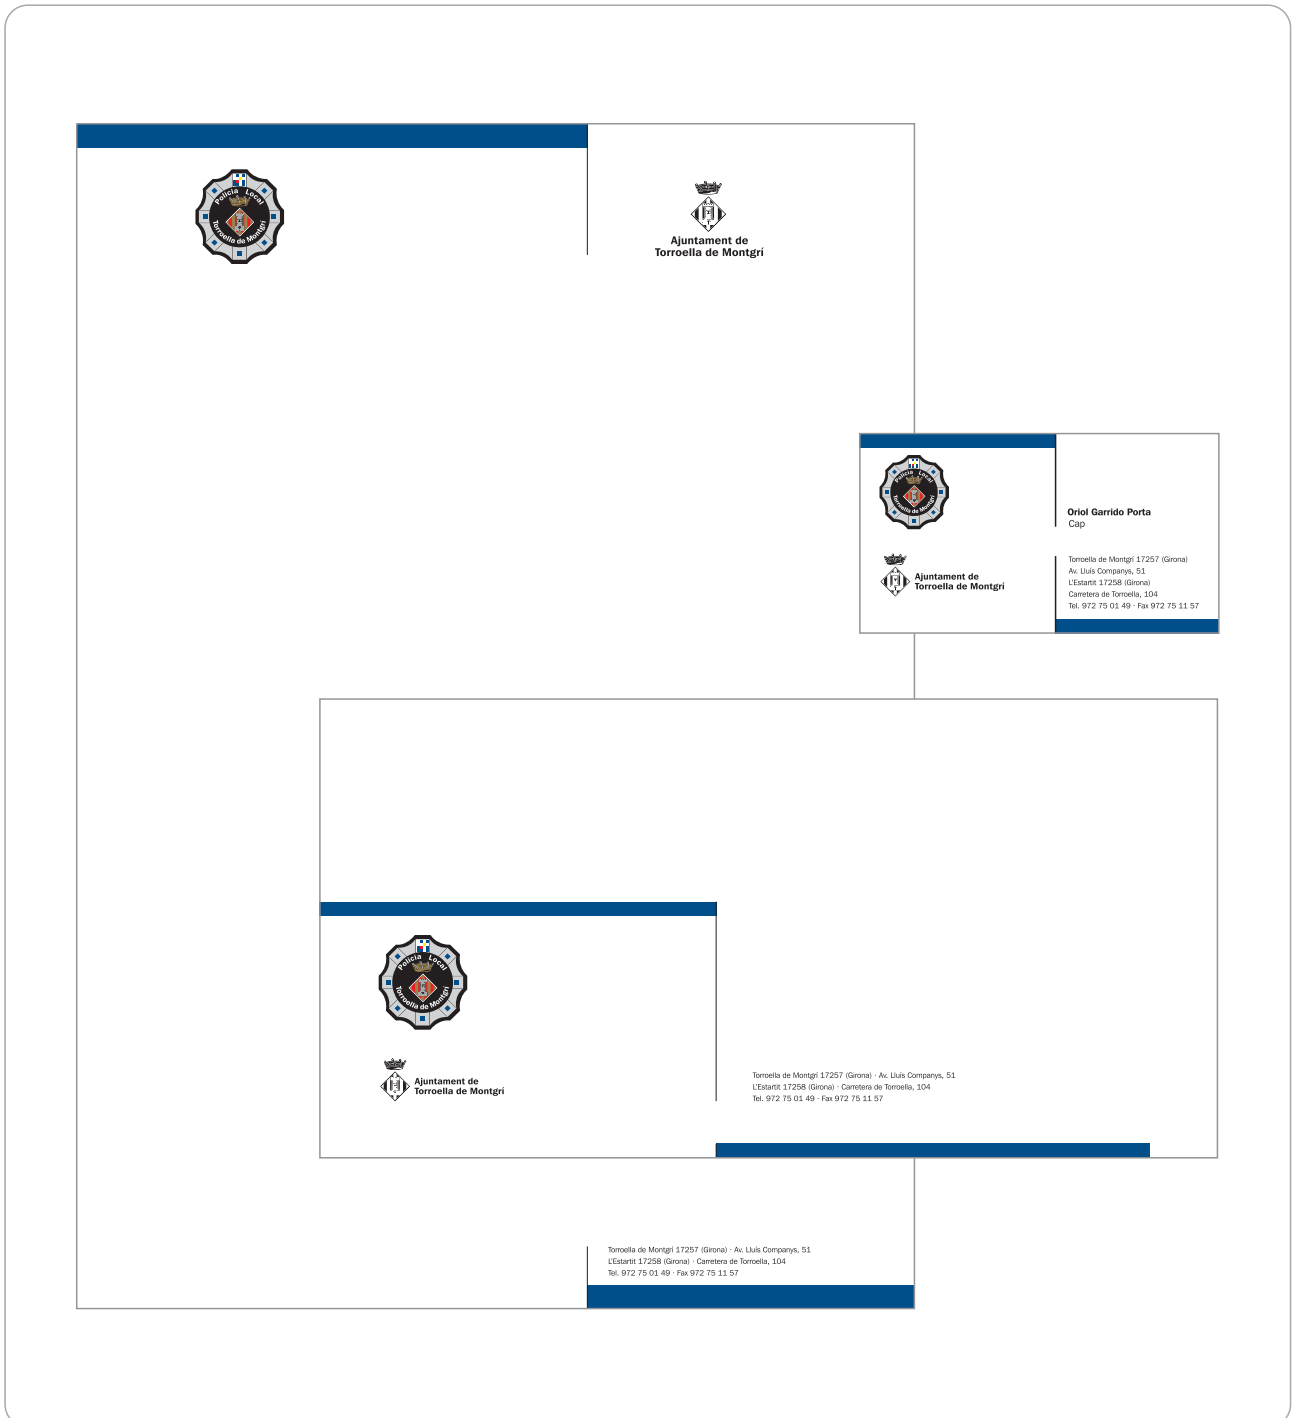 Policia Local
Torroella de Montgrí
Ajuntament de
Torroella de Montgrí
Policia Local
Torroella de Montgrí
Oriol Garrido Porta
Cap
Ajuntament de
Torroella de Montgrí
Torroella de Montgrí 17257 (Girona)
Av. Lluís Companys, 51
L'Estartit 17258 (Girona)
Carretera de Torroella, 104
Tel. 972 75 01 49 · Fax 972 75 11 57
Policia Local
Torroella de Montgrí
Ajuntament de
Torroella de Montgrí
Torroella de Montgrí 17257 (Girona) · Av. Lluís Companys, 51
L'Estartit 17258 (Girona) · Carretera de Torroella, 104
Tel. 972 75 01 49 · Fax 972 75 11 57
Torroella de Montgrí 17257 (Girona) · Av. Lluís Companys, 51
L'Estartit 17258 (Girona) · Carretera de Torroella, 104
Tel. 972 75 01 49 · Fax 972 75 11 57